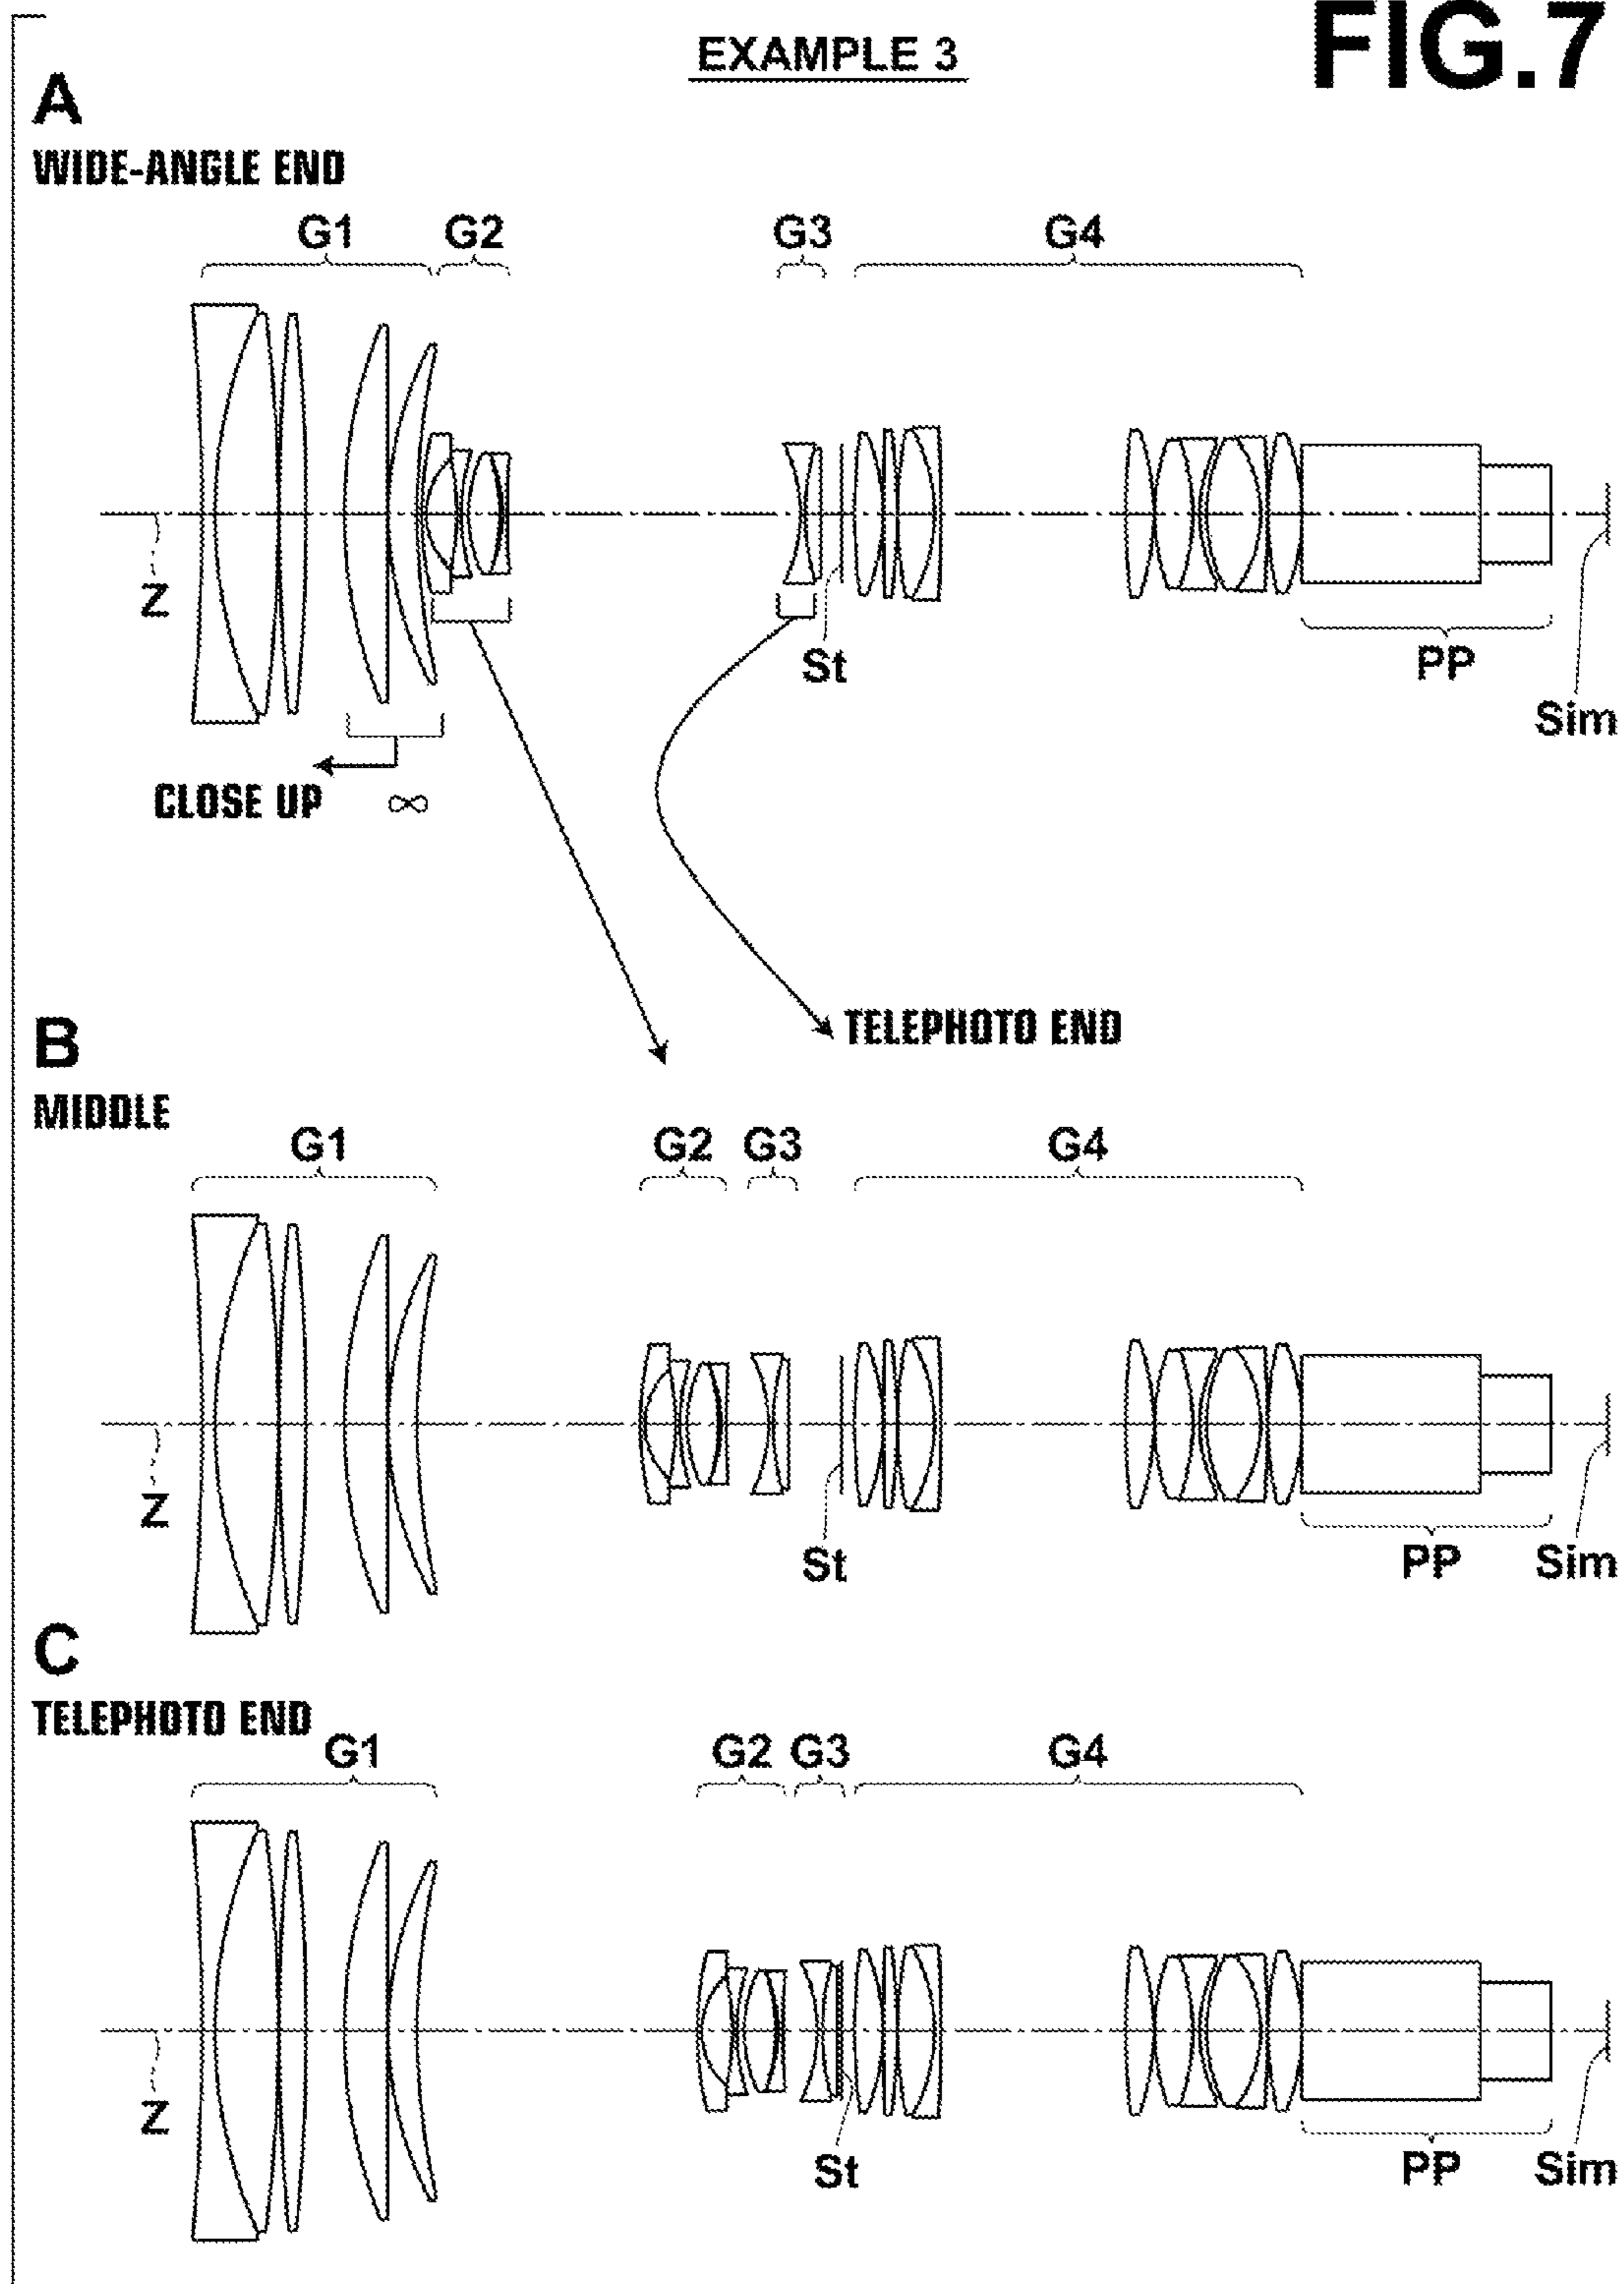 FIG.7
EXAMPLE 3
A
WIDE-ANGLE END
G1 G2 G3 G4
Z
St
PP
Sim
CLOSE UP ∞
TELEPHOTO END
B
MIDDLE
G1 G2 G3 G4
Z
St
PP
Sim
C
TELEPHOTO END
G1 G2 G3 G4
Z
St
PP
Sim